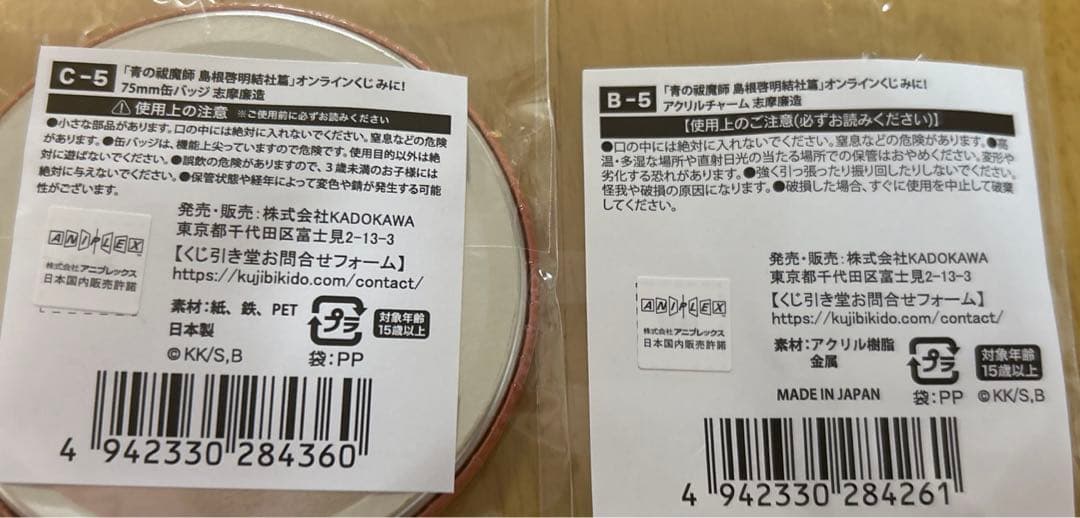 C-5
「青の祓魔師 島根啓明結社篇」オンラインくじ みに!
75mm缶バッジ 志摩廉造
使用上の注意 ※ご使用前に必ずお読みください
●小さな部品があります。口の中には絶対に入れないでください。窒息などの危険
があります。●缶バッジは、機能上尖っていますので危険です。使用目的以外は絶
対に遊ばないでください。●誤飲の危険がありますので、3歳未満のお子様には
絶対に与えないでください。●保管状態や経年によって変色や錆が発生する可能
性がございます。
発売・販売:株式会社KADOKAWA
東京都千代田区富士見2-13-3
【くじ引き堂お問合せフォーム】
https://kujibikido.com/contact/
ANIPLEX
株式会社アニプレックス
日本国内販売許諾
素材:紙、鉄、PET
日本製
©KK/S,B
プラ
袋:PP
対象年齢
15歳以上
4 942330 284360
B-5
「青の祓魔師 島根啓明結社篇」オンラインくじ みに!
アクリルチャーム 志摩廉造
【使用上のご注意(必ずお読みください)】
●口の中には絶対に入れないでください。窒息などの危険があります。●高
温・多湿な場所や直射日光の当たる場所での保管はおやめください。変形や
劣化する恐れがあります。●強く引っ張ったり振り回したりしないでください。
怪我や破損の原因になります。●破損した場合、すぐに使用を中止して破棄
してください。
発売・販売:株式会社KADOKAWA
東京都千代田区富士見2-13-3
【くじ引き堂お問合せフォーム】
https://kujibikido.com/contact/
ANIPLEX
株式会社アニプレックス
日本国内販売許諾
素材:アクリル樹脂
金属
MADE IN JAPAN
プラ
袋:PP
対象年齢
15歳以上
©KK/S,B
4 942330 284261